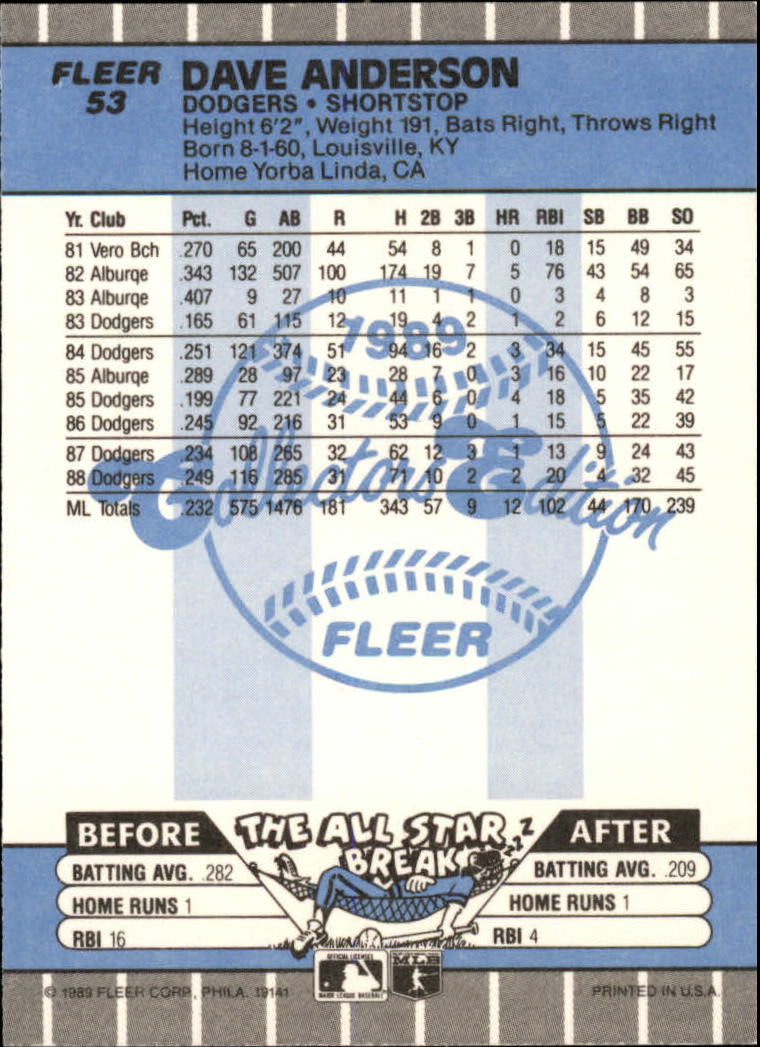 FLEER
53
DAVE ANDERSON
DODGERS • SHORTSTOP
Height 6'2", Weight 191, Bats Right, Throws Right
Born 8-1-60, Louisville, KY
Home Yorba Linda, CA
Yr. Club Pct. G AB R H 2B 3B HR RBI SB BB SO
81 Vero Bch .270 65 200 44 54 8 1 0 18 15 49 34
82 Alburqe .343 132 507 100 174 19 7 5 76 43 54 65
83 Alburqe .407 9 27 10 11 1 1 0 3 4 8 3
83 Dodgers .165 61 115 12 19 4 2 1 2 6 12 15
84 Dodgers .251 121 374 51 94 16 2 3 34 15 45 55
85 Alburqe .289 28 97 23 28 7 0 3 16 10 22 17
85 Dodgers .199 77 221 24 44 6 0 4 18 5 35 42
86 Dodgers .245 92 216 31 53 9 0 1 15 5 22 39
87 Dodgers .234 108 265 32 62 12 3 1 13 9 24 43
88 Dodgers .249 116 285 31 71 10 2 2 20 4 32 45
ML Totals .232 575 1476 181 343 57 9 12 102 44 170 239
1989
"Collectors' Edition
FLEER
BEFORE THE ALL STAR BREAK ZZZ AFTER
BATTING AVG. .282
HOME RUNS 1
RBI 16
BATTING AVG. .209
HOME RUNS 1
RBI 4
OFFICIAL LICENSEE
MAJOR LEAGUE BASEBALL
MLB
© 1989 FLEER CORP., PHILA. 19141
PRINTED IN U.S.A.